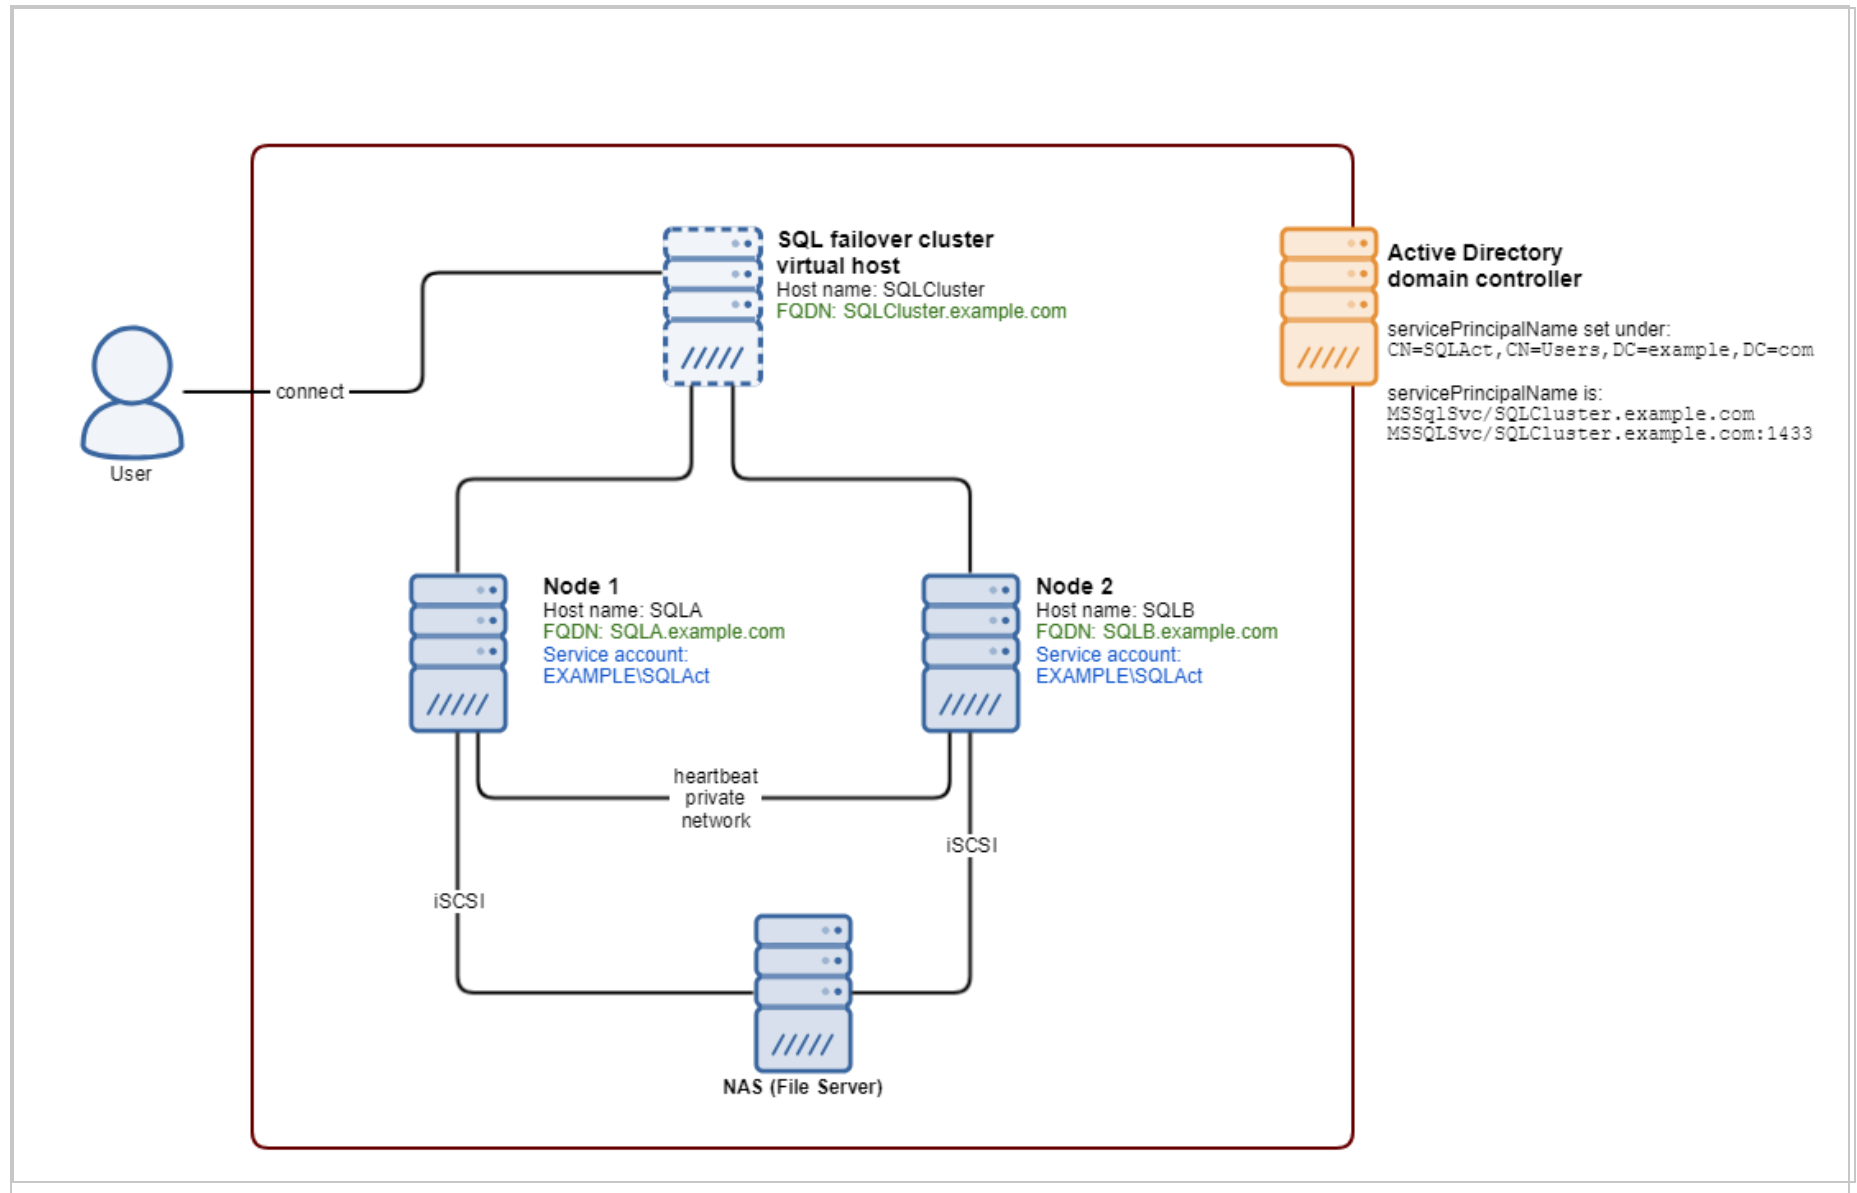 SQL failover cluster
virtual host
Host name: SQLCluster
FQDN: SQLCluster.example.com
Active Directory
domain controller
servicePrincipalName set under:
CN=SQLAct,CN=Users,DC=example,DC=com
servicePrincipalName is:
MSSqlSvc/SQLCluster.example.com
MSSQLSvc/SQLCluster.example.com:1433
connect
User
Node 1
Host name: SQLA
FQDN: SQLA.example.com
Service account:
EXAMPLE\SQLAct
Node 2
Host name: SQLB
FQDN: SQLB.example.com
Service account:
EXAMPLE\SQLAct
heartbeat
private
network
iSCSI
iSCSI
NAS (File Server)